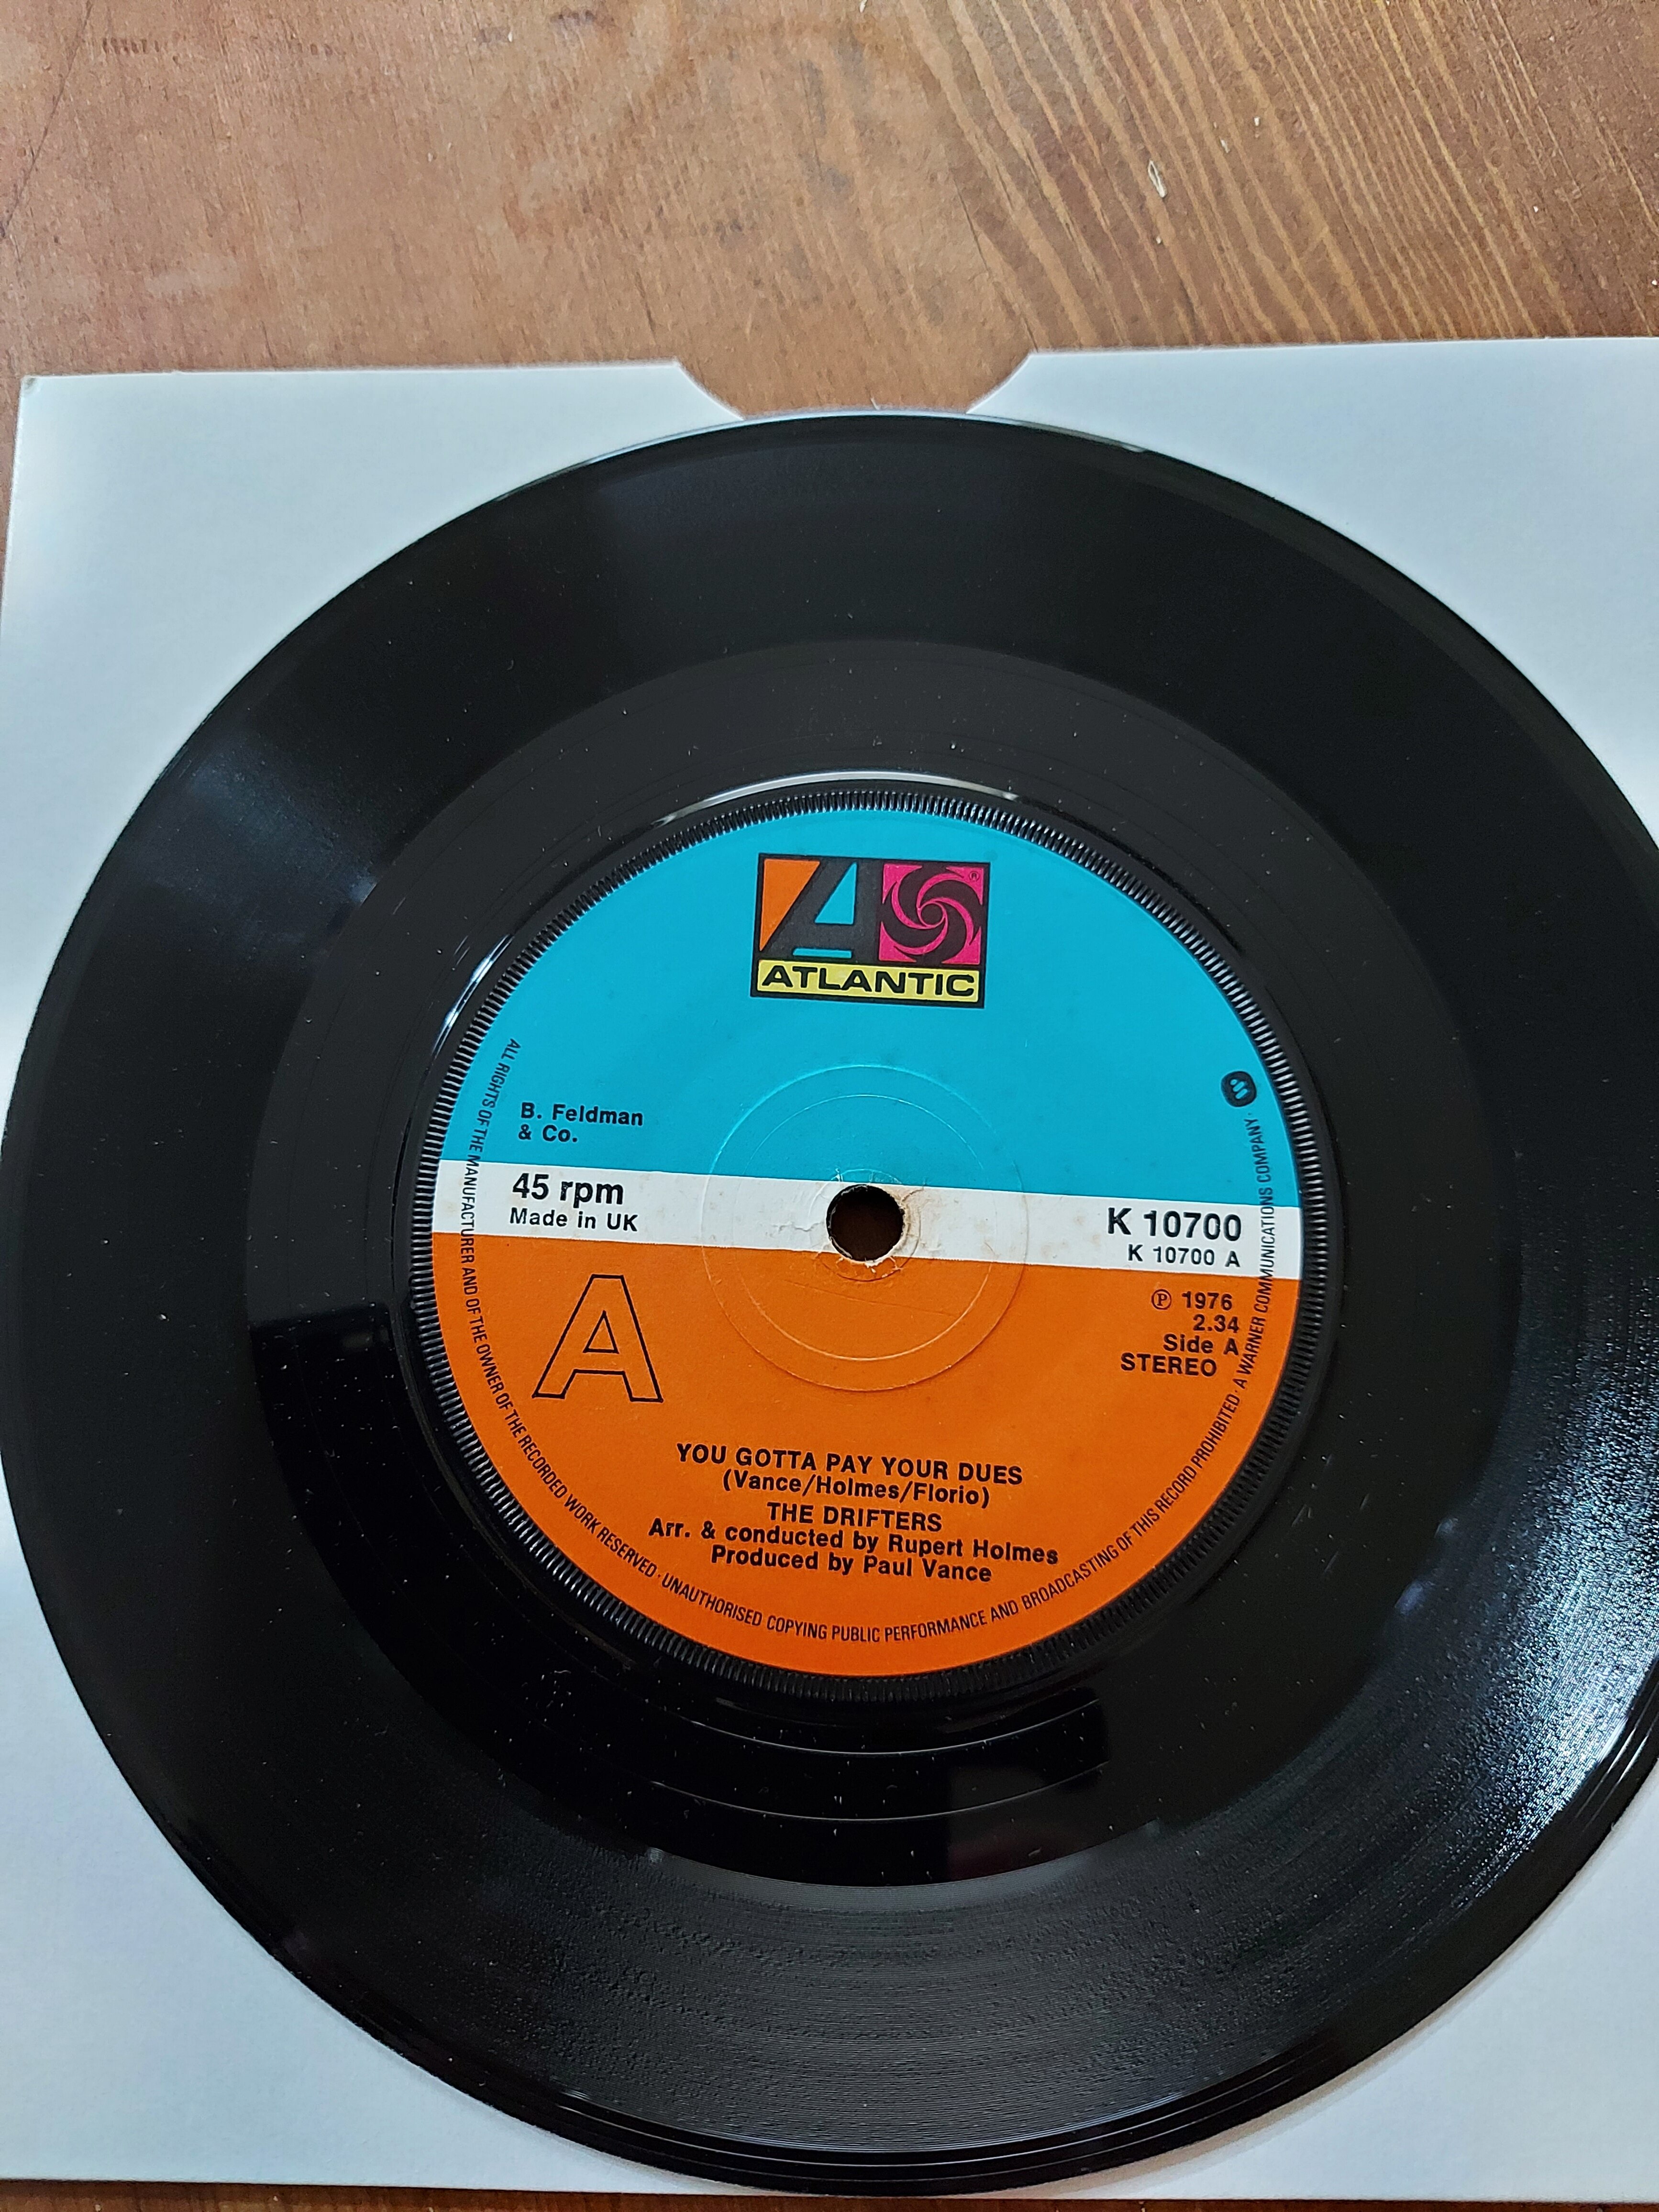 A
ATLANTIC
®
B. Feldman
& Co.
45 rpm
Made in UK
K 10700
K 10700 A
℗ 1976
2.34
Side A
STEREO
A
YOU GOTTA PAY YOUR DUES
(Vance/Holmes/Florio)
THE DRIFTERS
Arr. & conducted by Rupert Holmes
Produced by Paul Vance
ALL RIGHTS OF THE MANUFACTURER AND OF THE OWNER OF THE RECORDED WORK RESERVED · UNAUTHORISED COPYING PUBLIC PERFORMANCE AND BROADCASTING OF THIS RECORD PROHIBITED · A WARNER COMMUNICATIONS COMPANY ·